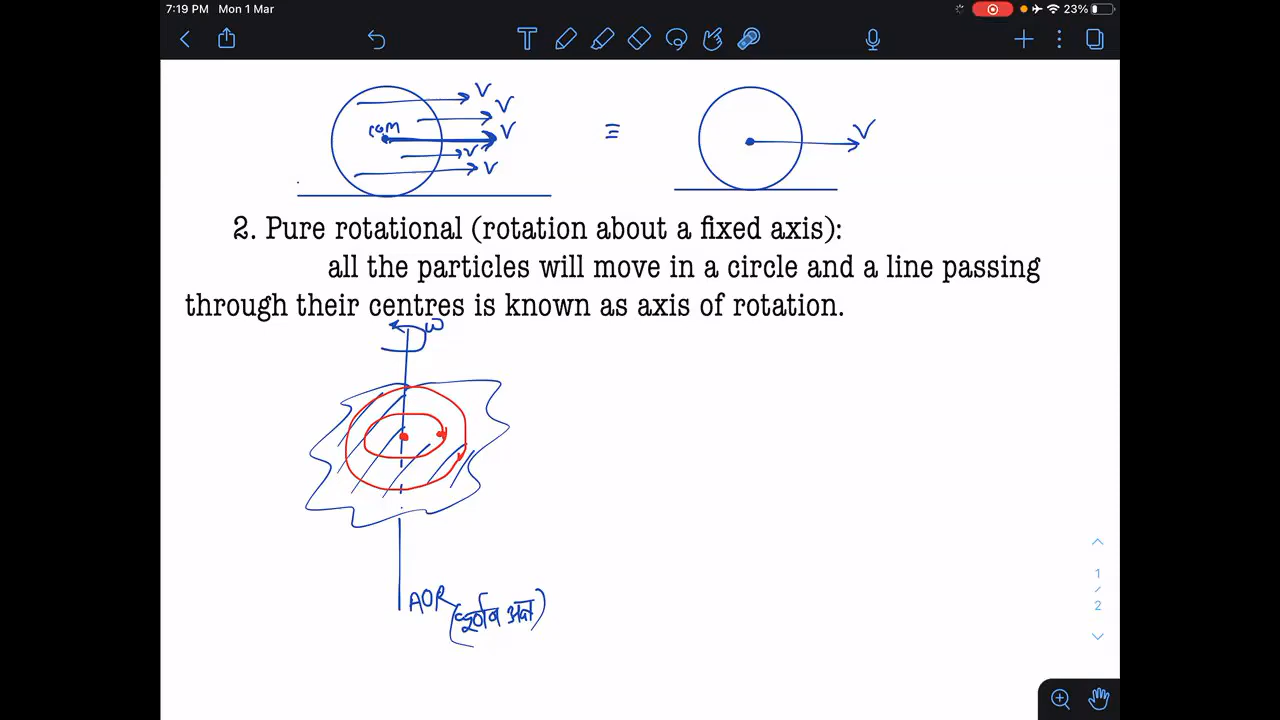 7:19 PM Mon 1 Mar
23%
V
V
com
V
V
V
≡
V
2. Pure rotational (rotation about a fixed axis):
all the particles will move in a circle and a line passing
through their centres is known as axis of rotation.
ω
AOR
1
/
2